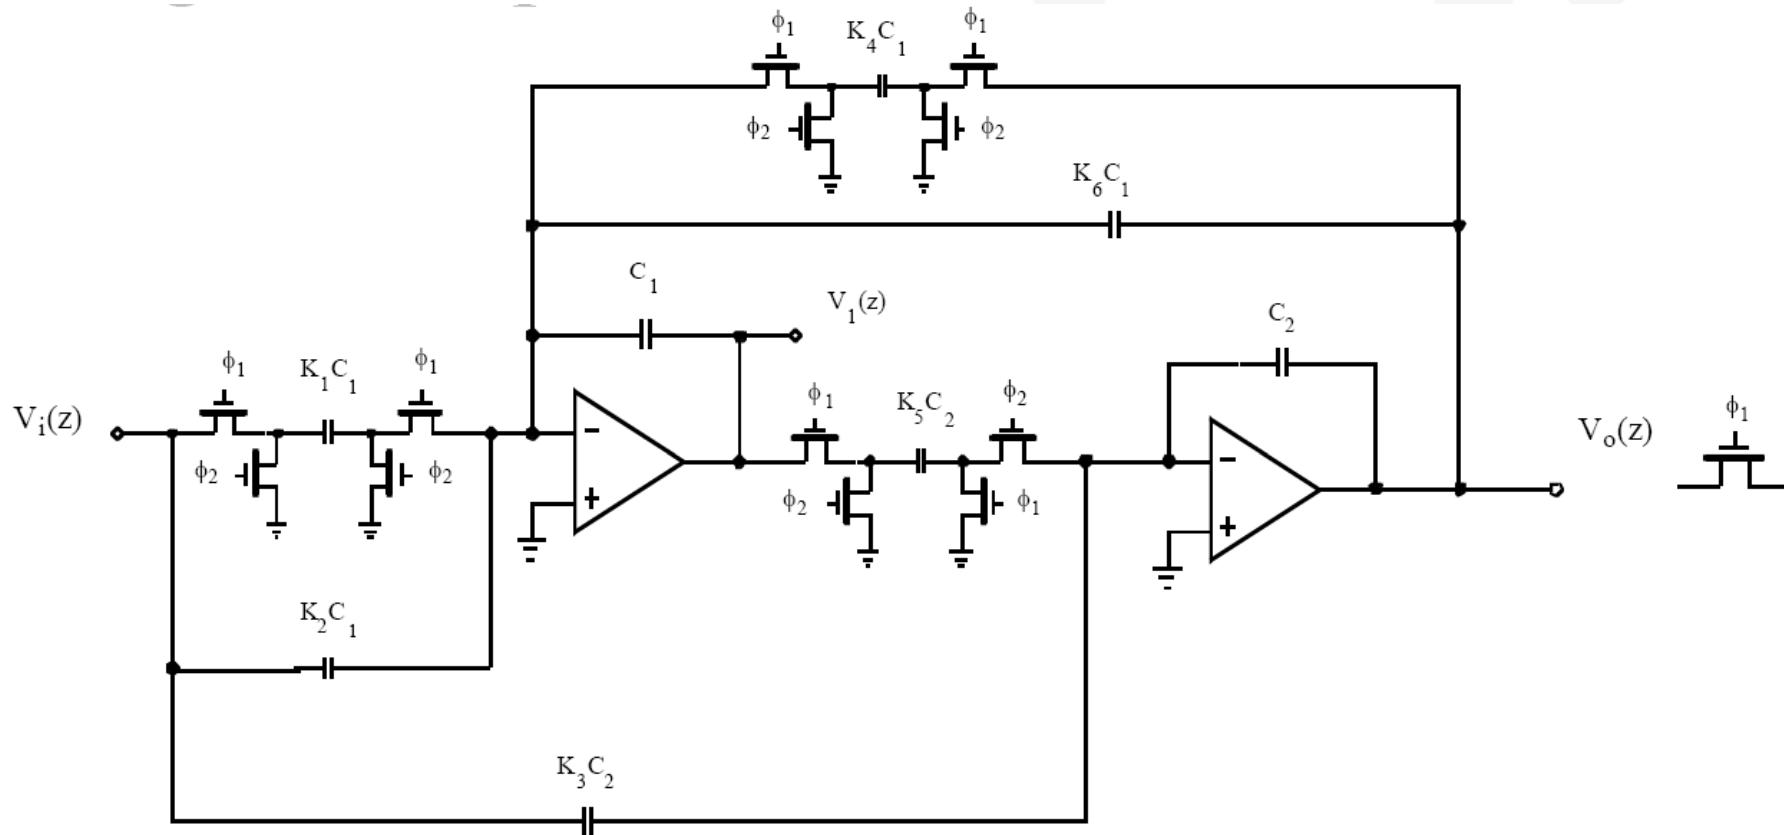 ϕ₁
K₄C₁
ϕ₁
ϕ₂
ϕ₂
K₆C₁
C₁
V₁(z)
C₂
ϕ₁
K₁C₁
ϕ₁
ϕ₁
K₅C₂
ϕ₂
ϕ₁
Vᵢ(z)
Vₒ(z)
ϕ₂
ϕ₂
ϕ₂
ϕ₁
K₂C₁
K₃C₂